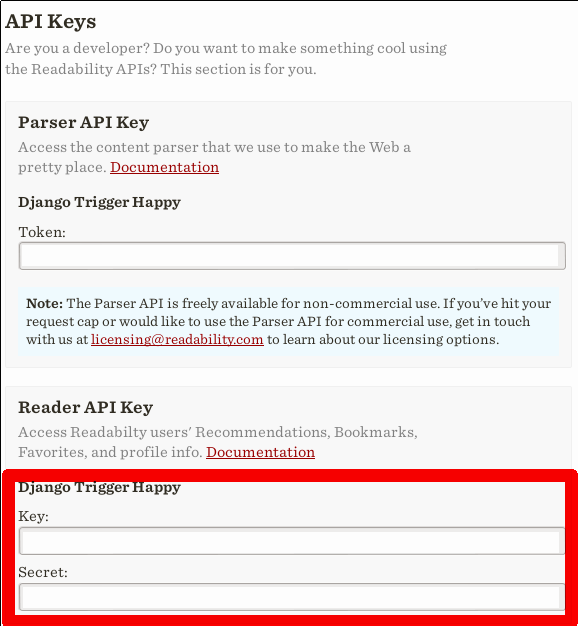 API Keys
Are you a developer? Do you want to make something cool using
the Readability APIs? This section is for you.
Parser API Key
Access the content parser that we use to make the Web a
pretty place. Documentation
Django Trigger Happy
Token:
Note: The Parser API is freely available for non-commercial use. If you've hit your
request cap or would like to use the Parser API for commercial use, get in touch
with us at licensing@readability.com to learn about our licensing options.
Reader API Key
Access Readabilty users' Recommendations, Bookmarks,
Favorites, and profile info. Documentation
Django Trigger Happy
Key:
Secret: